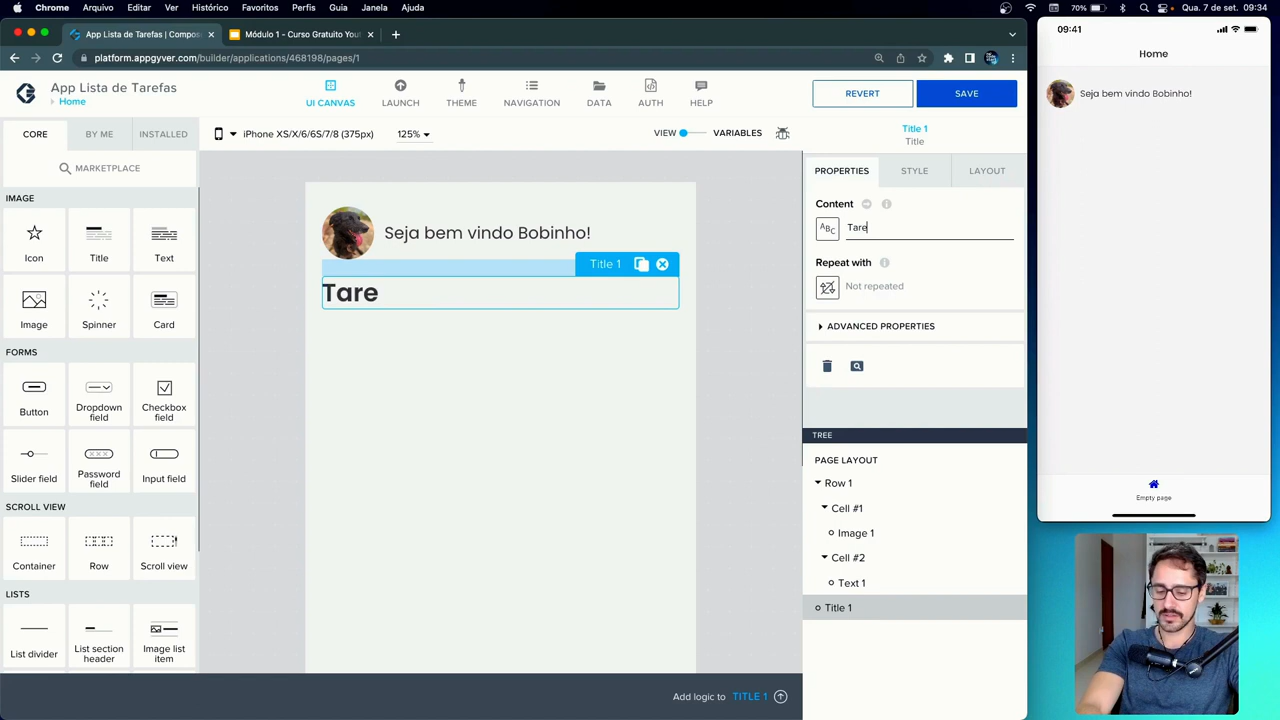 Chrome Arquivo Editar Ver Histórico Favoritos Perfis Guia Janela Ajuda
70% Qua. 7 de set. 09:34
App Lista de Tarefas | Compos
Módulo 1 - Curso Gratuito You
platform.appgyver.com/builder/applications/468198/pages/1
App Lista de Tarefas
Home
UI CANVAS LAUNCH THEME NAVIGATION DATA AUTH HELP
REVERT SAVE
CORE BY ME INSTALLED
iPhone XS/X/6/6S/7/8 (375px) 125%
VIEW VARIABLES
MARKETPLACE
IMAGE
Icon Title Text
Image Spinner Card
FORMS
Button Dropdown field Checkbox field
Slider field Password field Input field
SCROLL VIEW
Container Row Scroll view
LISTS
List divider List section header Image list item
Seja bem vindo Bobinho!
Title 1
Tare
Add logic to TITLE 1
Title 1
Title
PROPERTIES STYLE LAYOUT
Content
ABC Tare
Repeat with
Not repeated
ADVANCED PROPERTIES
TREE
PAGE LAYOUT
Row 1
Cell #1
Image 1
Cell #2
Text 1
Title 1
09:41
Home
Seja bem vindo Bobinho!
Empty page